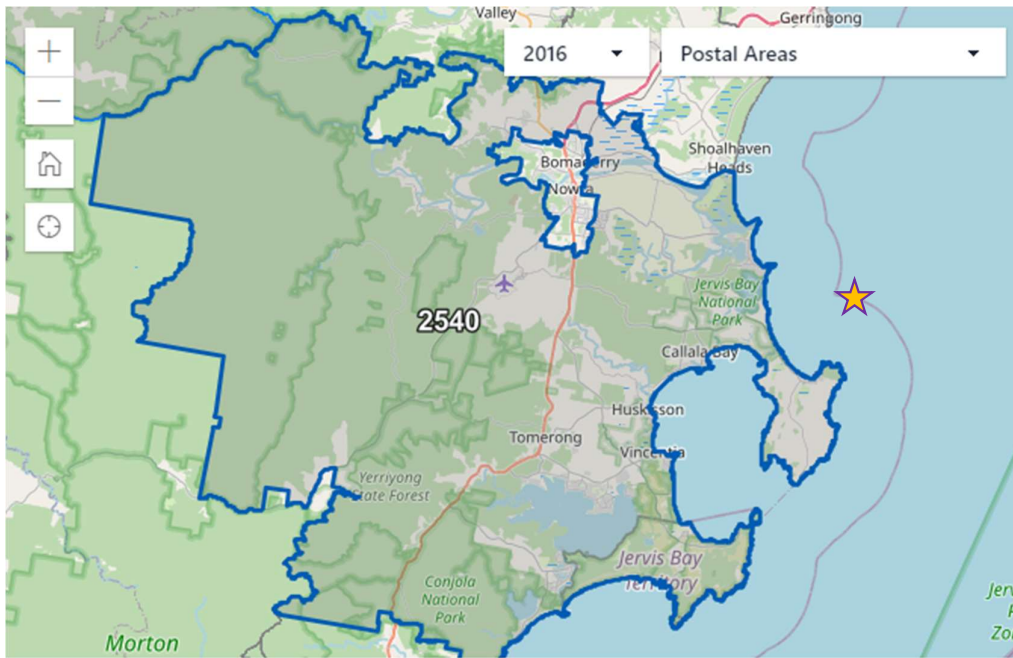 Valley
Gerringong
2016
Postal Areas
Shoalhaven
Heads
Bomaderry
Nowra
Jervis Bay
National
Park
2540
Callala Bay
Huskisson
Tomerong
Vincentia
Yerriyong
State Forest
Jervis Bay
Territory
Conjola
National
Park
Morton